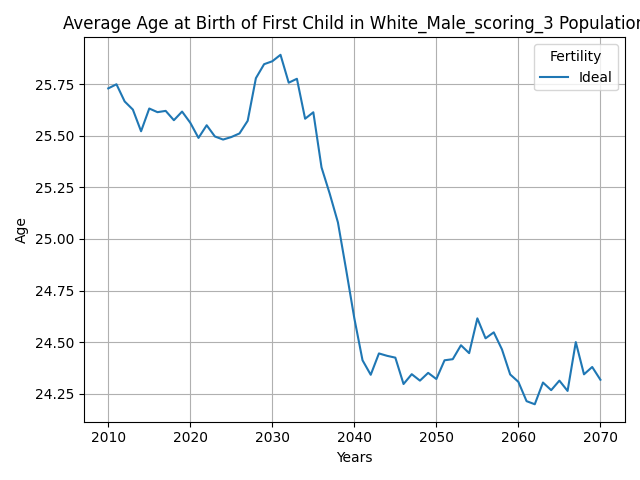 Average Age at Birth of First Child in White_Male_scoring_3 Population
Fertility
Ideal
25.75
25.50
25.25
25.00
24.75
24.50
24.25
Age
2010 2020 2030 2040 2050 2060 2070
Years